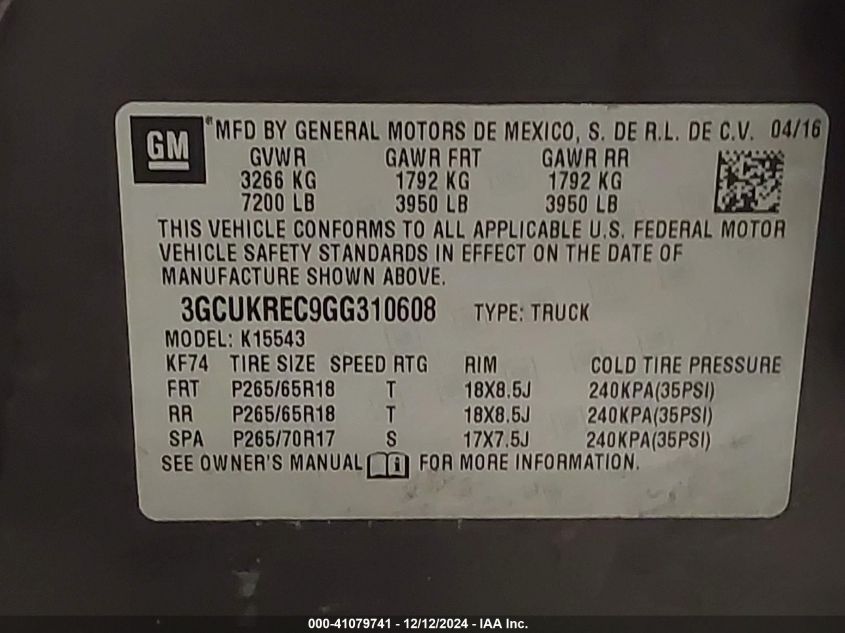 GM ® MFD BY GENERAL MOTORS DE MEXICO, S. DE R.L. DE C.V. 04/16
GVWR GAWR FRT GAWR RR
3266 KG 1792 KG 1792 KG
7200 LB 3950 LB 3950 LB
THIS VEHICLE CONFORMS TO ALL APPLICABLE U.S. FEDERAL MOTOR
VEHICLE SAFETY STANDARDS IN EFFECT ON THE DATE OF
MANUFACTURE SHOWN ABOVE.
3GCUKREC9GG310608 TYPE: TRUCK
MODEL: K15543
KF74 TIRE SIZE SPEED RTG RIM COLD TIRE PRESSURE
FRT P265/65R18 T 18X8.5J 240KPA(35PSI)
RR P265/65R18 T 18X8.5J 240KPA(35PSI)
SPA P265/70R17 S 17X7.5J 240KPA(35PSI)
SEE OWNER'S MANUAL i FOR MORE INFORMATION.
000-41079741 - 12/12/2024 - IAA Inc.